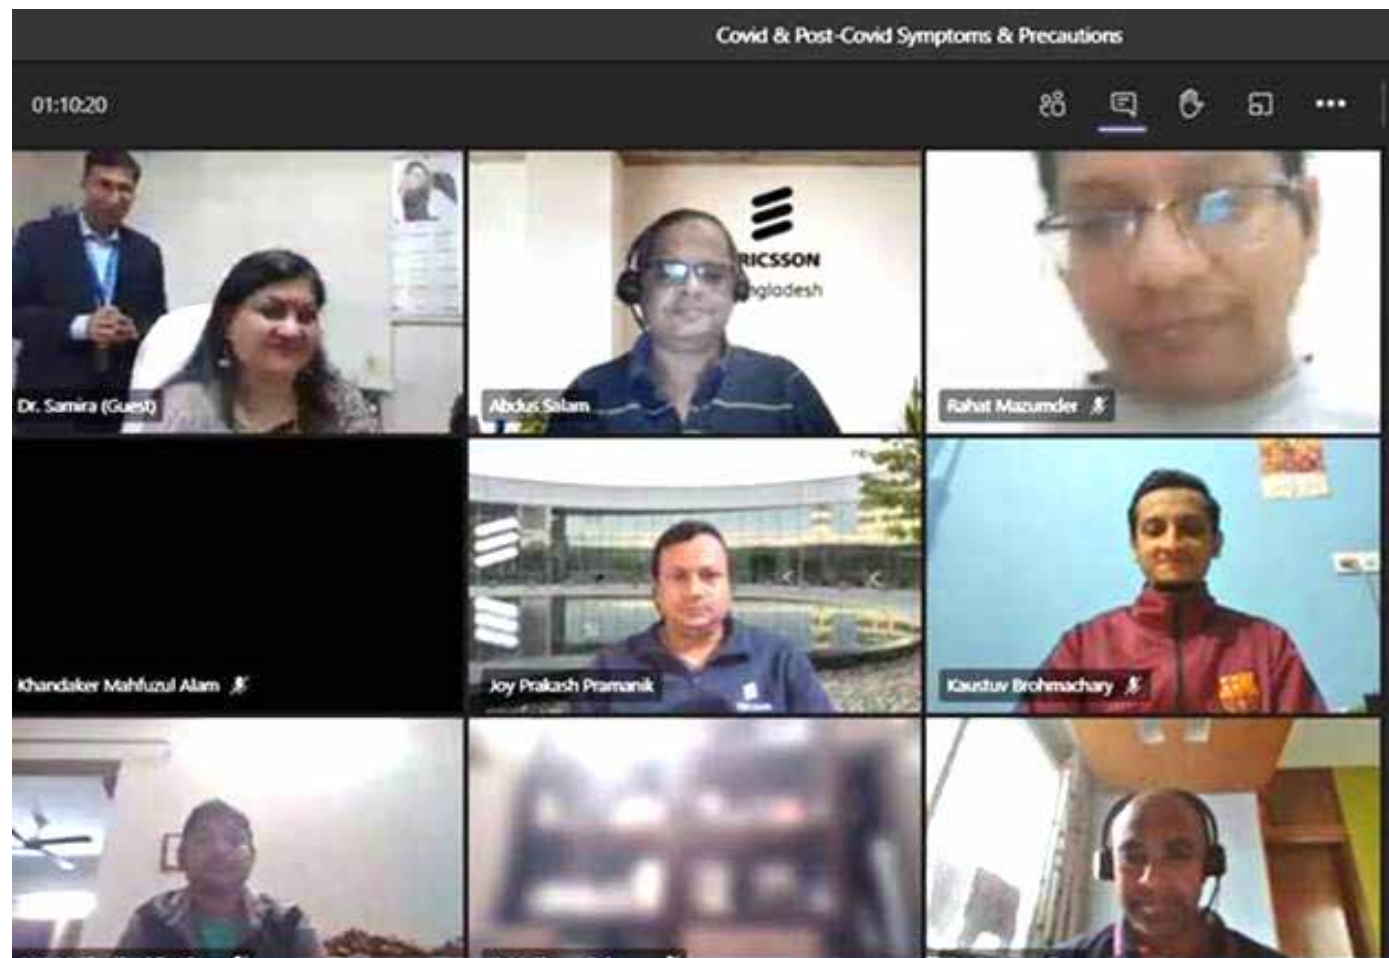 Covid & Post-Covid Symptoms & Precautions
01:10:20
RICSSON
ngladesh
Dr. Samira (Guest)
Abdus Salam
Rahat Mazumder
Khandaker Mahfuzul Alam
Joy Prakash Pramanik
Kaustuv Brohmachary